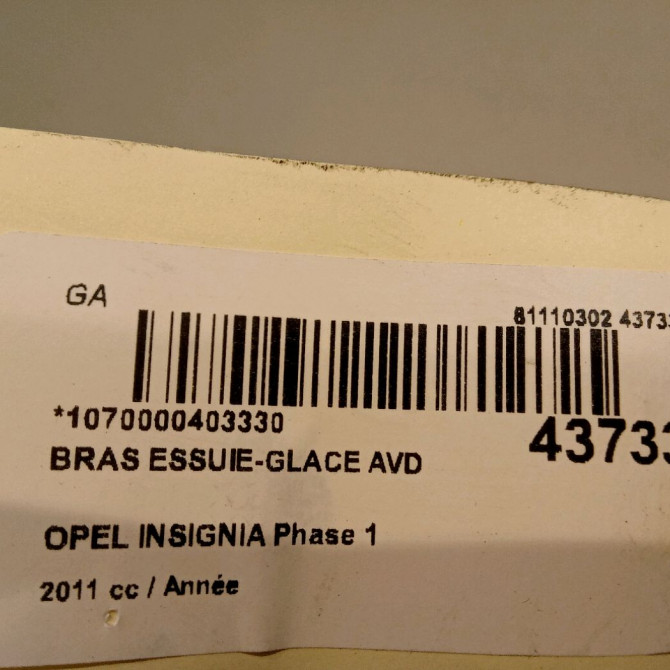 GA
81110302 43733
*1070000403330
43733
BRAS ESSUIE-GLACE AVD
OPEL INSIGNIA Phase 1
2011 cc / Année